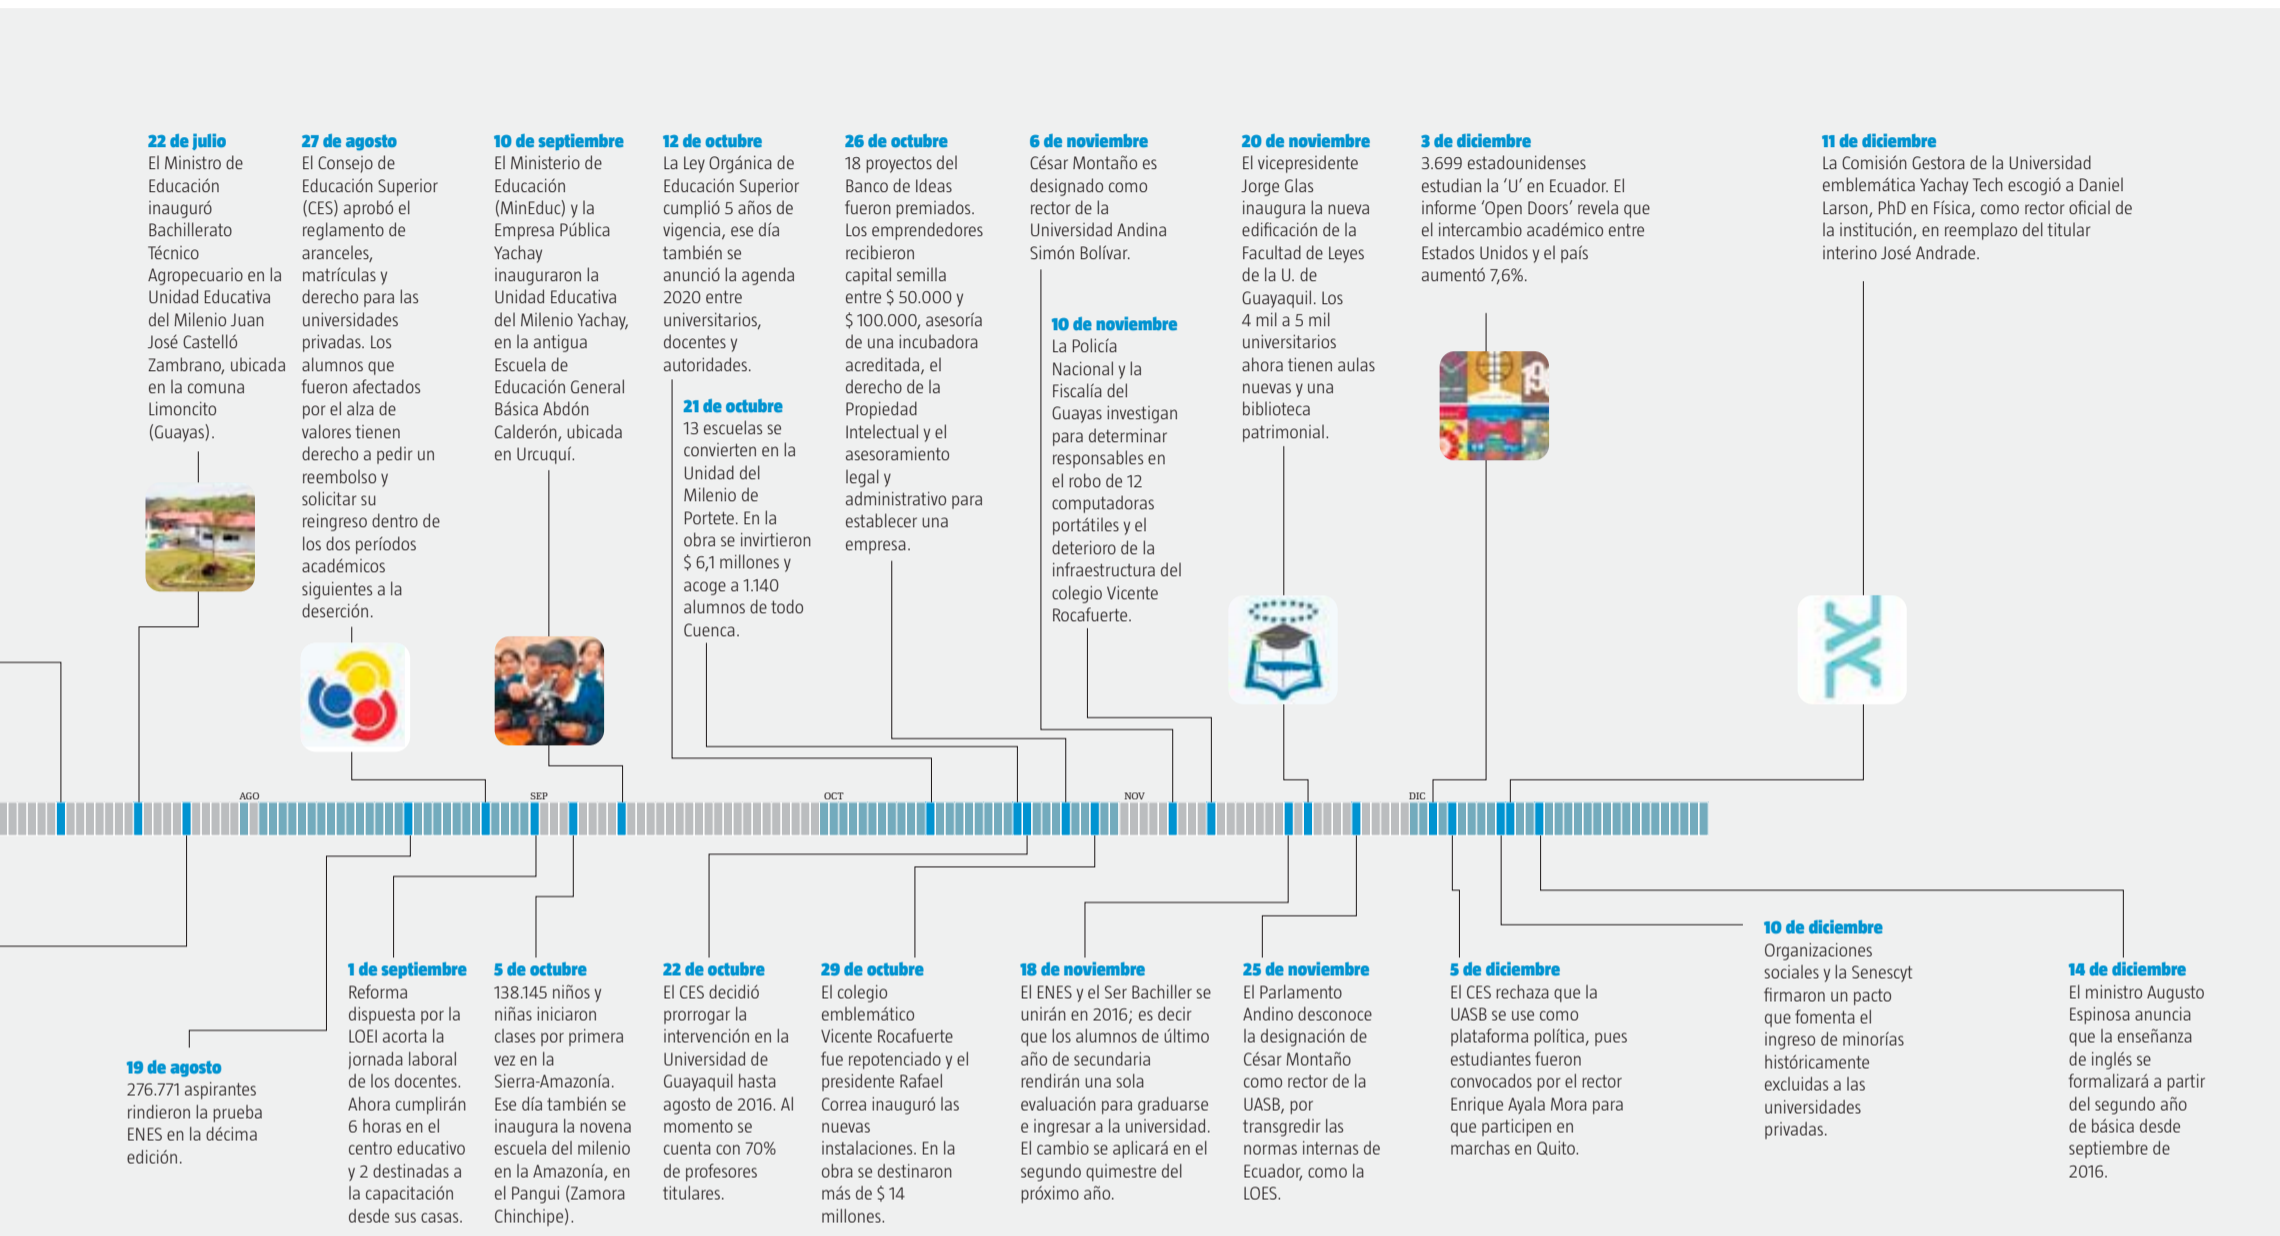 22 de julio
El Ministro de
Educación
inauguró
Bachillerato
Técnico
Agropecuario en la
Unidad Educativa
del Milenio Juan
José Castelló
Zambrano, ubicada
en la comuna
Limoncito
(Guayas).
27 de agosto
El Consejo de
Educación Superior
(CES) aprobó el
reglamento de
aranceles,
matrículas y
derecho para las
universidades
privadas. Los
alumnos que
fueron afectados
por el alza de
valores tienen
derecho a pedir un
reembolso y
solicitar su
reingreso dentro de
los dos períodos
académicos
siguientes a la
deserción.
10 de septiembre
El Ministerio de
Educación
(MinEduc) y la
Empresa Pública
Yachay
inauguraron la
Unidad Educativa
del Milenio Yachay,
en la antigua
Escuela de
Educación General
Básica Abdón
Calderón, ubicada
en Urcuquí.
12 de octubre
La Ley Orgánica de
Educación Superior
cumplió 5 años de
vigencia, ese día
también se
anunció la agenda
2020 entre
universitarios,
docentes y
autoridades.
21 de octubre
13 escuelas se
convierten en la
Unidad del
Milenio de
Portete. En la
obra se invirtieron
$ 6,1 millones y
acoge a 1.140
alumnos de todo
Cuenca.
26 de octubre
18 proyectos del
Banco de Ideas
fueron premiados.
Los emprendedores
recibieron
capital semilla
entre $ 50.000 y
$ 100.000, asesoría
de una incubadora
acreditada, el
derecho de la
Propiedad
Intelectual y el
asesoramiento
legal y
administrativo para
establecer una
empresa.
6 de noviembre
César Montaño es
designado como
rector de la
Universidad Andina
Simón Bolívar.
10 de noviembre
La Policía
Nacional y la
Fiscalía del
Guayas investigan
para determinar
responsables en
el robo de 12
computadoras
portátiles y el
deterioro de la
infraestructura del
colegio Vicente
Rocafuerte.
20 de noviembre
El vicepresidente
Jorge Glas
inaugura la nueva
edificación de la
Facultad de Leyes
de la U. de
Guayaquil. Los
4 mil a 5 mil
universitarios
ahora tienen aulas
nuevas y una
biblioteca
patrimonial.
3 de diciembre
3.699 estadounidenses
estudian la ‘U’ en Ecuador. El
informe ‘Open Doors’ revela que
el intercambio académico entre
Estados Unidos y el país
aumentó 7,6%.
11 de diciembre
La Comisión Gestora de la Universidad
emblemática Yachay Tech escogió a Daniel
Larson, PhD en Física, como rector oficial de
la institución, en reemplazo del titular
interino José Andrade.
AGO
SEP
OCT
NOV
DIC
19 de agosto
276.771 aspirantes
rindieron la prueba
ENES en la décima
edición.
1 de septiembre
Reforma
dispuesta por la
LOEI acorta la
jornada laboral
de los docentes.
Ahora cumplirán
6 horas en el
centro educativo
y 2 destinadas a
la capacitación
desde sus casas.
5 de octubre
138.145 niños y
niñas iniciaron
clases por primera
vez en la
Sierra-Amazonía.
Ese día también se
inaugura la novena
escuela del milenio
en la Amazonía, en
el Pangui (Zamora
Chinchipe).
22 de octubre
El CES decidió
prorrogar la
intervención en la
Universidad de
Guayaquil hasta
agosto de 2016. Al
momento se
cuenta con 70%
de profesores
titulares.
29 de octubre
El colegio
emblemático
Vicente Rocafuerte
fue repotenciado y el
presidente Rafael
Correa inauguró las
nuevas
instalaciones. En la
obra se destinaron
más de $ 14
millones.
18 de noviembre
El ENES y el Ser Bachiller se
unirán en 2016; es decir
que los alumnos de último
año de secundaria
rendirán una sola
evaluación para graduarse
e ingresar a la universidad.
El cambio se aplicará en el
segundo quimestre del
próximo año.
25 de noviembre
El Parlamento
Andino desconoce
la designación de
César Montaño
como rector de la
UASB, por
transgredir las
normas internas de
Ecuador, como la
LOES.
5 de diciembre
El CES rechaza que la
UASB se use como
plataforma política, pues
estudiantes fueron
convocados por el rector
Enrique Ayala Mora para
que participen en
marchas en Quito.
10 de diciembre
Organizaciones
sociales y la Senescyt
firmaron un pacto
que fomenta el
ingreso de minorías
históricamente
excluidas a las
universidades
privadas.
14 de diciembre
El ministro Augusto
Espinosa anuncia
que la enseñanza
de inglés se
formalizará a partir
del segundo año
de básica desde
septiembre de
2016.